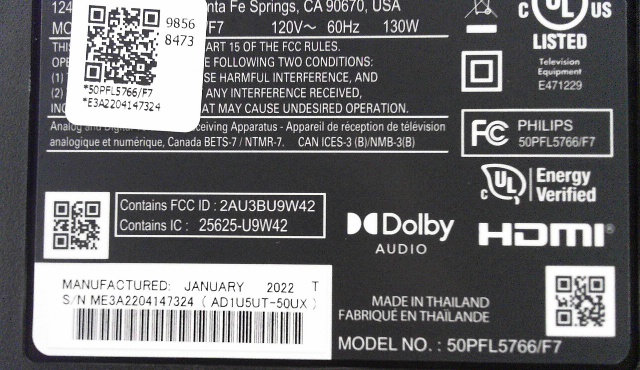 nta Fe Springs, CA 90670, USA
/F7 120V~ 60Hz 130W
9856
8473
*50PFL5766/F7
*E3A2204147324
THIS ART 15 OF THE FCC RULES.
OPE FOLLOWING TWO CONDITIONS:
(1) T SE HARMFUL INTERFERENCE, AND
(2) ANY INTERFERENCE RECEIVED,
INC AT MAY CAUSE UNDESIRED OPERATION.
Analog and Digital eceiving Apparatus - Appareil de réception de télévision
analogique et numérique, Canada BETS-7 / NTMR-7. CAN ICES-3 (B)/NMB-3(B)
C UL US
LISTED
Television
Equipment
E471229
FC PHILIPS
50PFL5766/F7
C UL Energy
Verified
Contains FCC ID : 2AU3BU9W42
Contains IC : 25625-U9W42
Dolby
AUDIO
HDMI®
MANUFACTURED: JANUARY 2022 T
S/N ME3A2204147324 ( AD1U5UT-50UX )
MADE IN THAILAND
FABRIQUÉ EN THAÏLANDE
MODEL NO. : 50PFL5766/F7